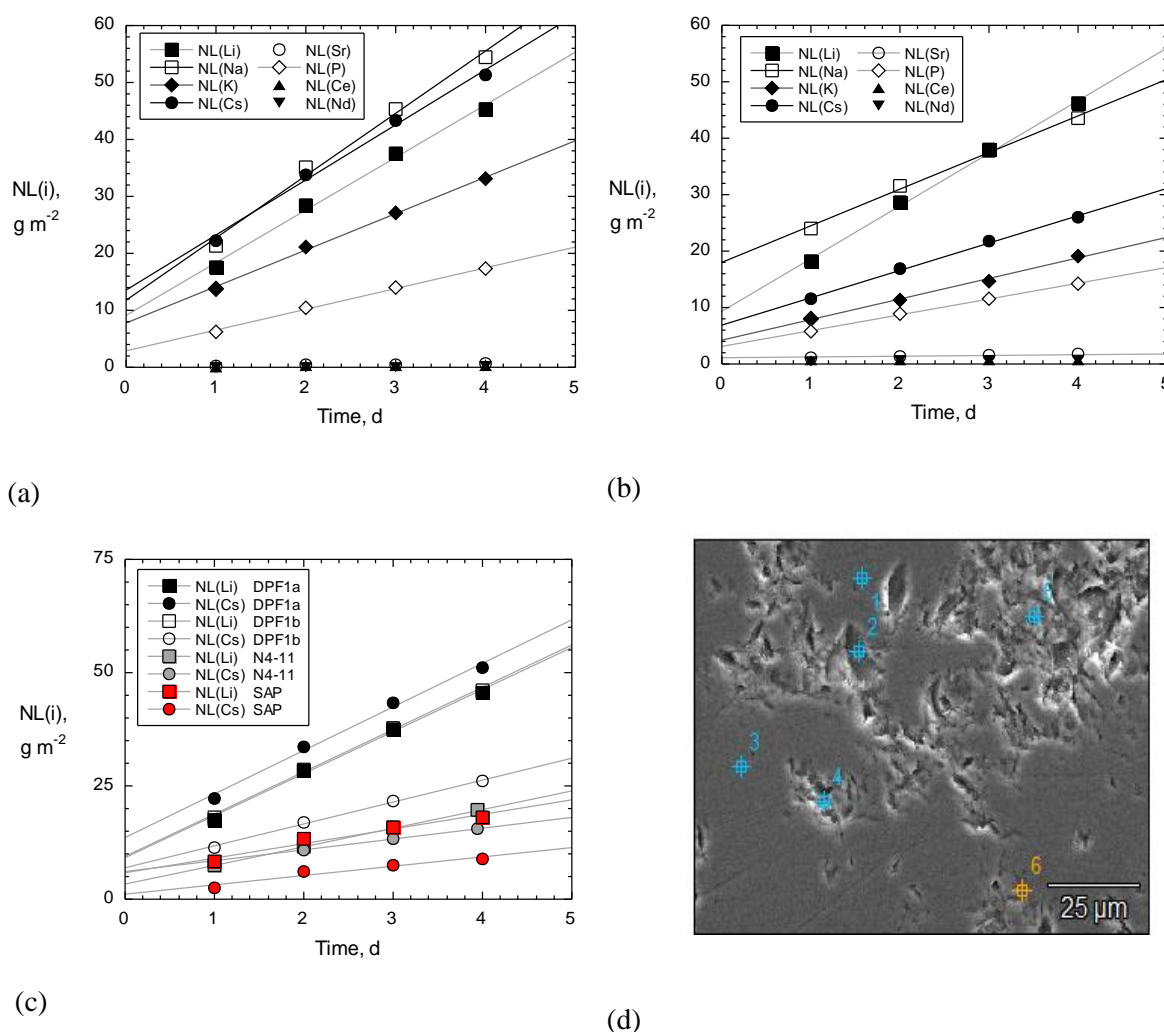 60
50
40
30
20
10
0
NL(i),
g m-2
NL(Li) NL(Sr)
NL(Na) NL(P)
NL(K) NL(Ce)
NL(Cs) NL(Nd)
0 1 2 3 4 5
Time, d
(a)
60
50
40
30
20
10
0
NL(i),
g m-2
NL(Li) NL(Sr)
NL(Na) NL(P)
NL(K) NL(Ce)
NL(Cs) NL(Nd)
0 1 2 3 4 5
Time, d
(b)
75
50
25
0
NL(i),
g m-2
NL(Li) DPF1a
NL(Cs) DPF1a
NL(Li) DPF1b
NL(Cs) DPF1b
NL(Li) N4-11
NL(Cs) N4-11
NL(Li) SAP
NL(Cs) SAP
0 1 2 3 4 5
Time, d
(c)
1
2
3
4
6
25 µm
(d)